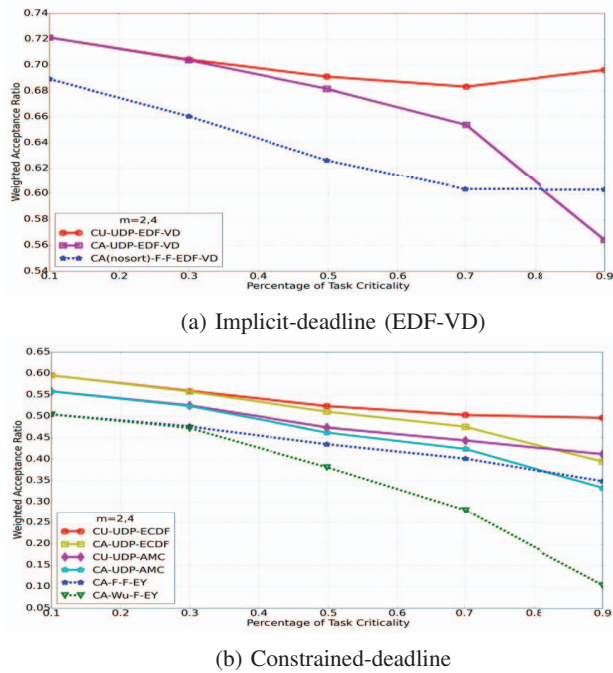 0.74
0.72
0.70
0.68
0.66
0.64
0.62
0.60
0.58
0.56
0.54
Weighted Acceptance Ratio
m=2,4
CU-UDP-EDF-VD
CA-UDP-EDF-VD
CA(nosort)-F-F-EDF-VD
0.1 0.2 0.3 0.4 0.5 0.6 0.7 0.8 0.9
Percentage of Task Criticality
(a) Implicit-deadline (EDF-VD)
0.65
0.60
0.55
0.50
0.45
0.40
0.35
0.30
0.25
0.20
0.15
0.10
0.05
Weighted Acceptance Ratio
m=2,4
CU-UDP-ECDF
CA-UDP-ECDF
CU-UDP-AMC
CA-UDP-AMC
CA-F-F-EY
CA-Wu-F-EY
0.1 0.2 0.3 0.4 0.5 0.6 0.7 0.8 0.9
Percentage of Task Criticality
(b) Constrained-deadline